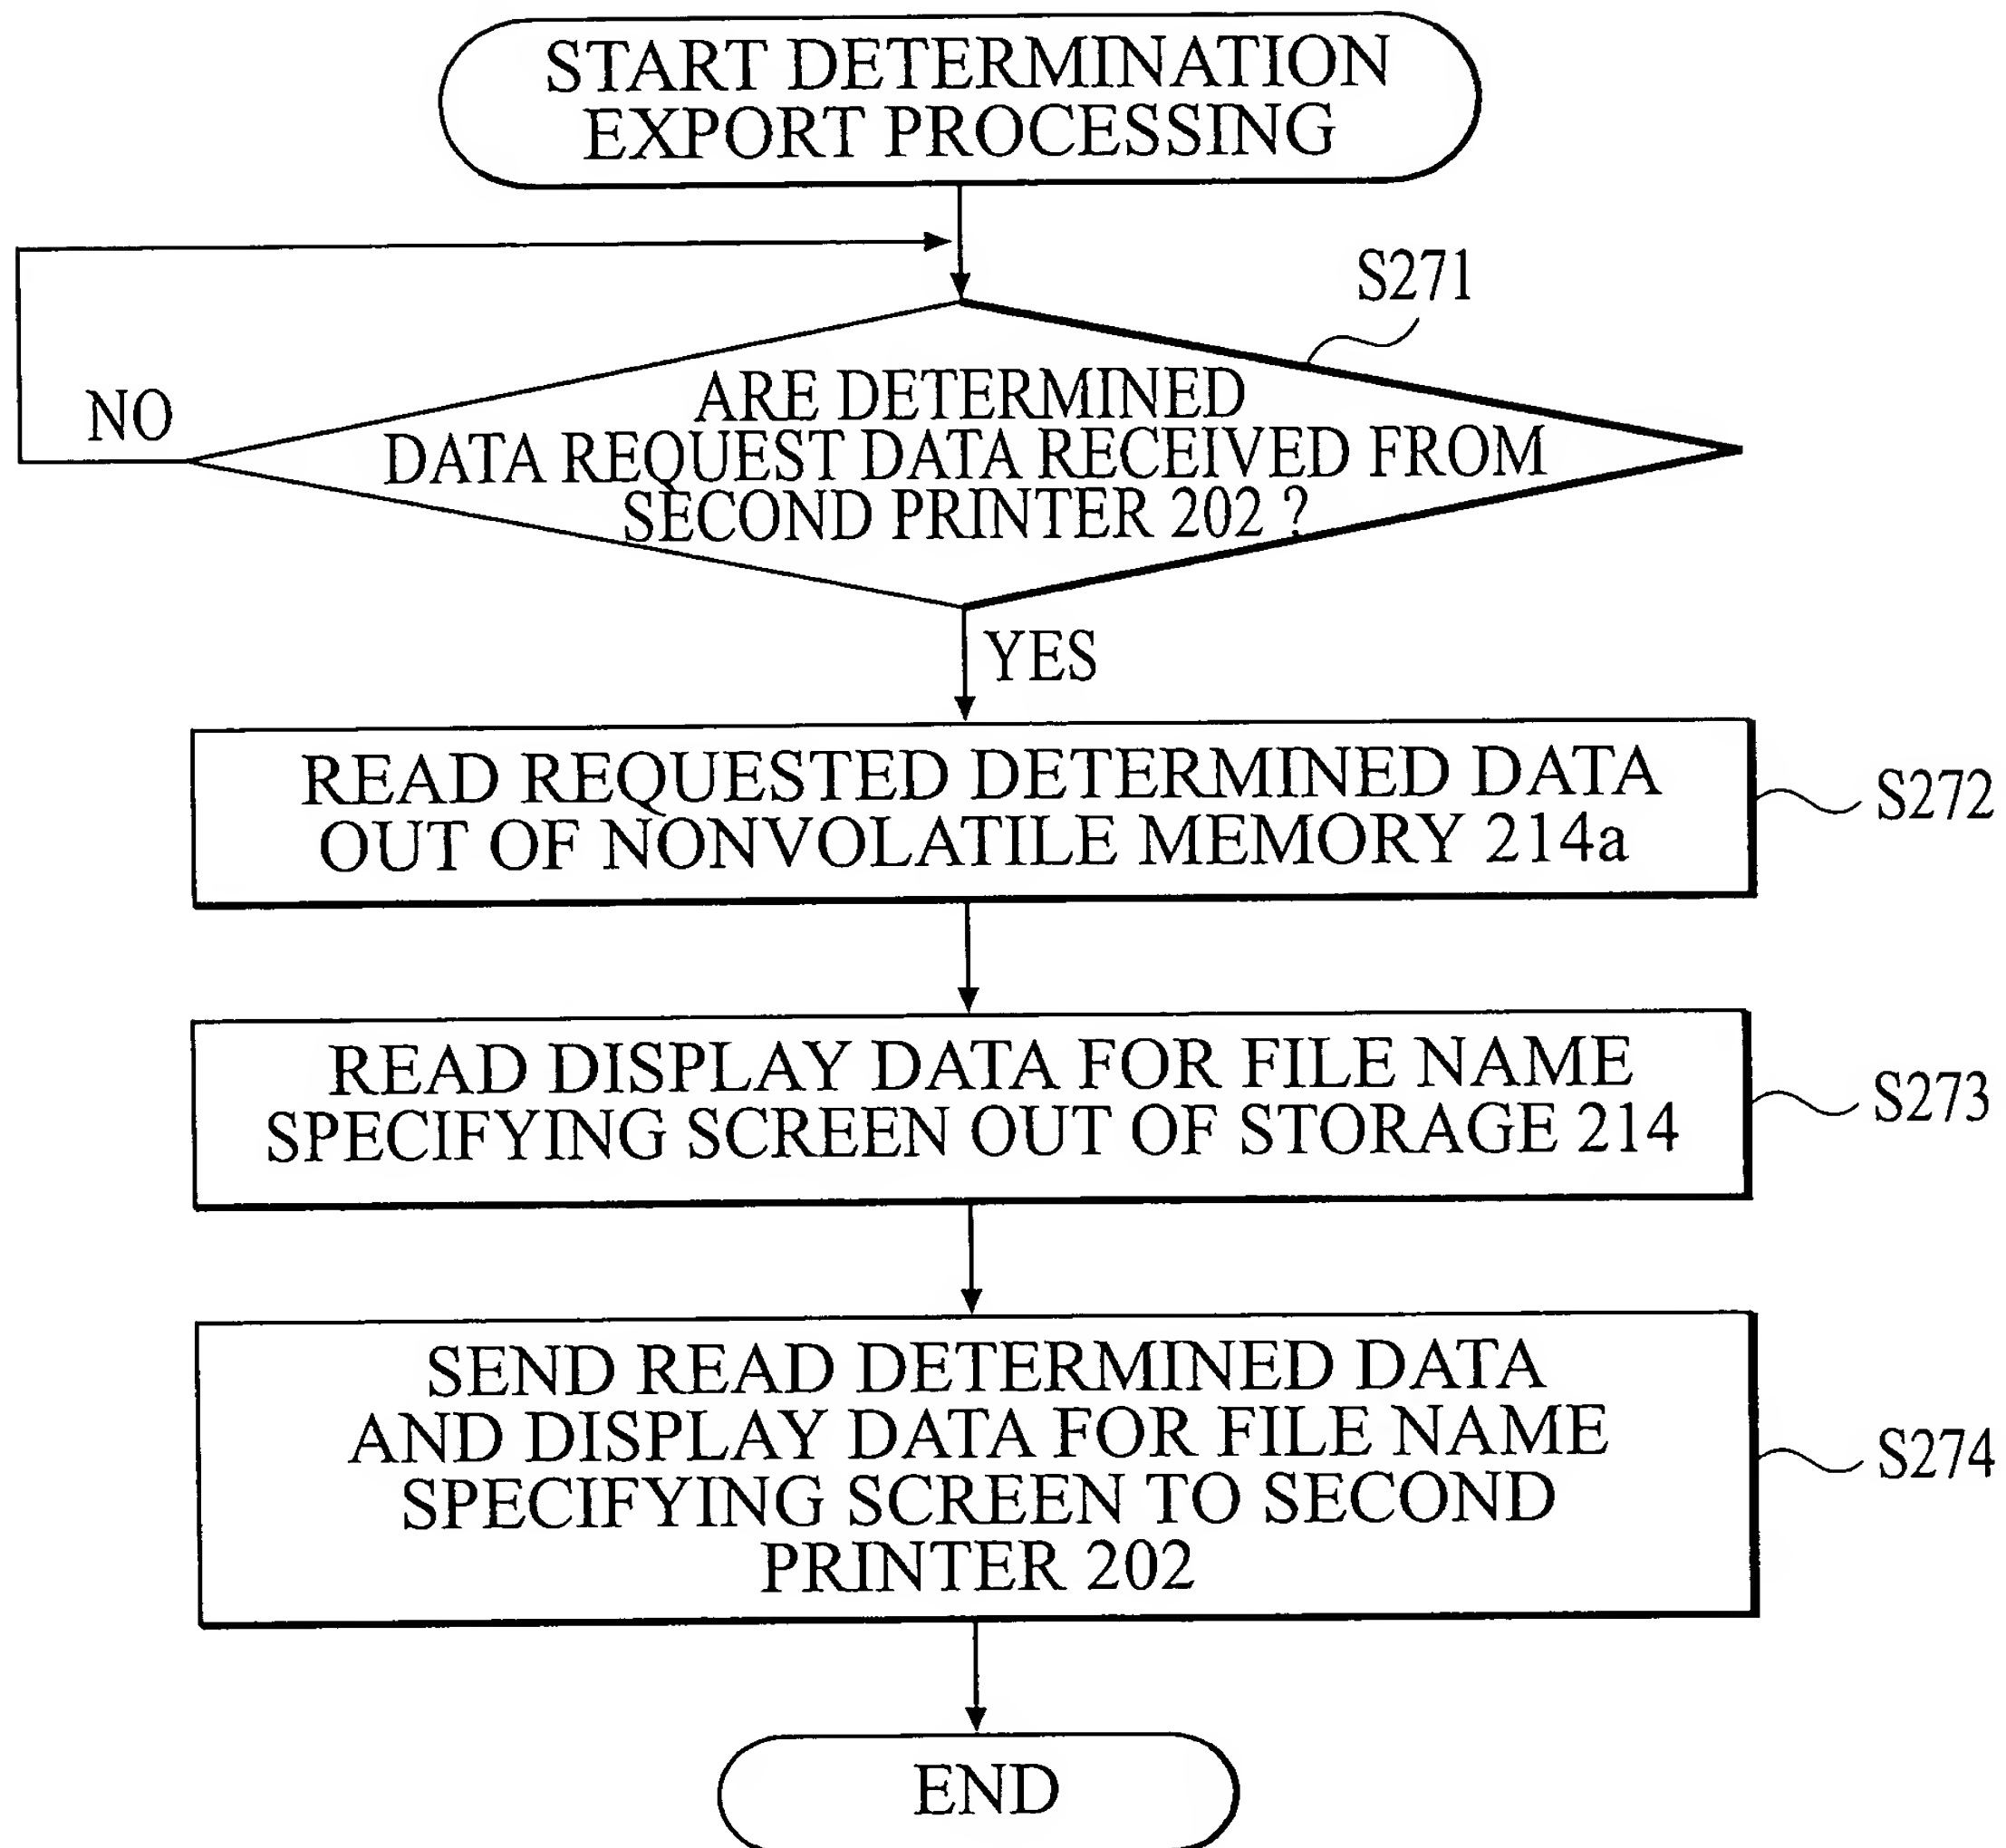 START DETERMINATION
EXPORT PROCESSING
S271
NO
ARE DETERMINED
DATA REQUEST DATA RECEIVED FROM
SECOND PRINTER 202 ?
YES
READ REQUESTED DETERMINED DATA
OUT OF NONVOLATILE MEMORY 214a
S272
READ DISPLAY DATA FOR FILE NAME
SPECIFYING SCREEN OUT OF STORAGE 214
S273
SEND READ DETERMINED DATA
AND DISPLAY DATA FOR FILE NAME
SPECIFYING SCREEN TO SECOND
PRINTER 202
S274
END